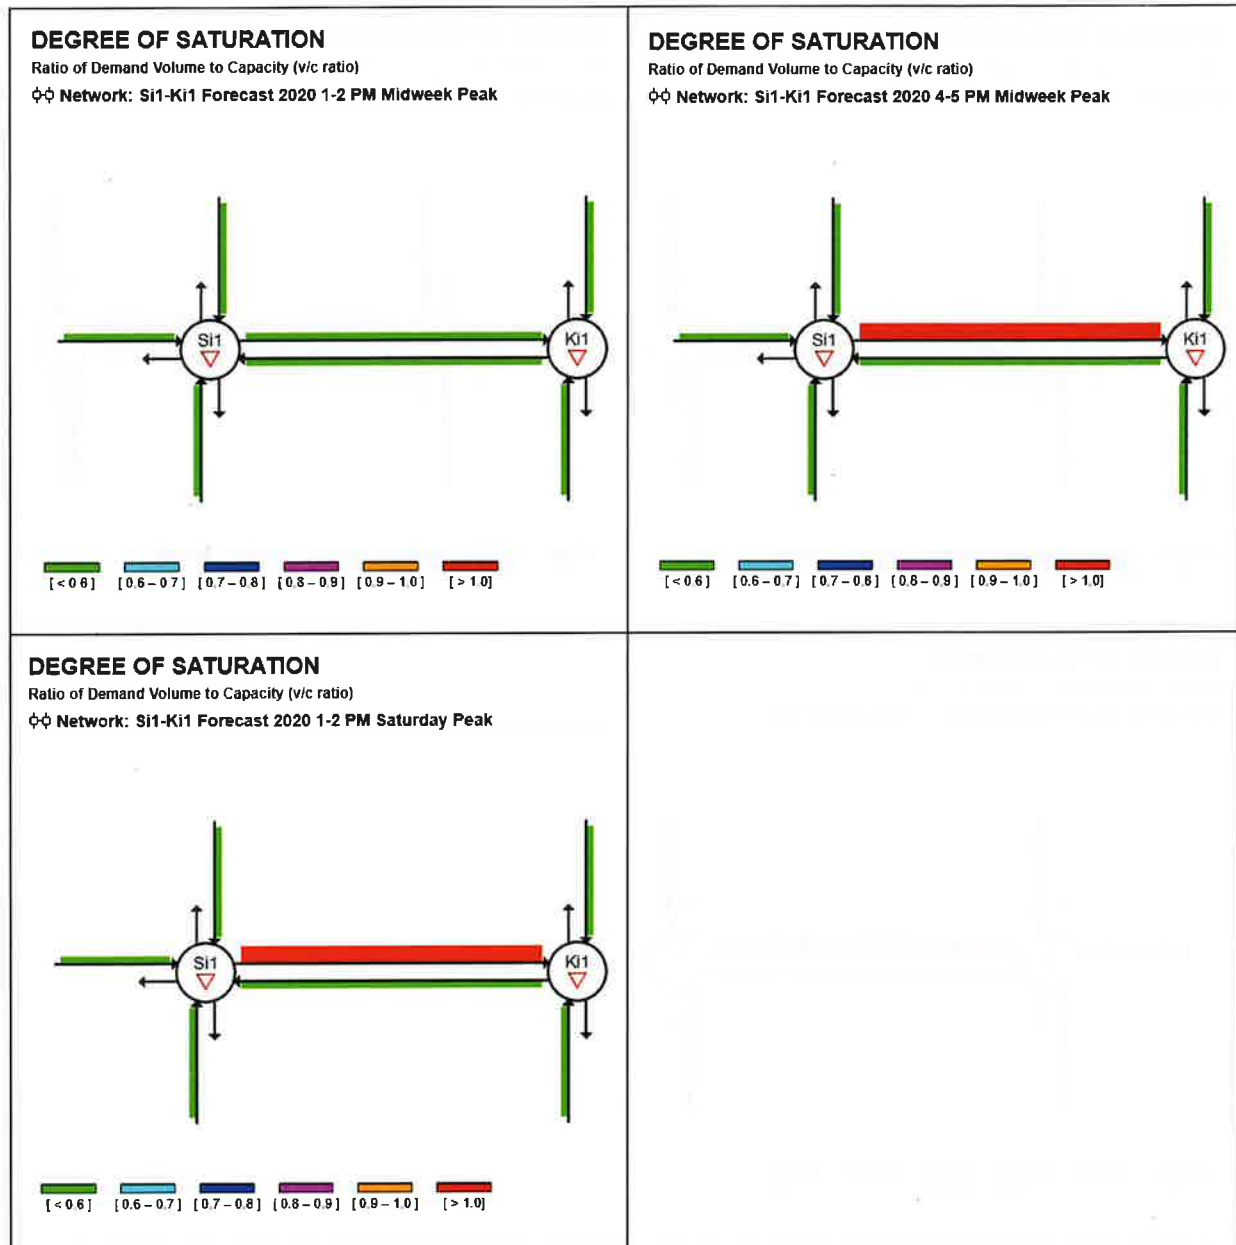 DEGREE OF SATURATION
Ratio of Demand Volume to Capacity (v/c ratio)
Network: Si1-Ki1 Forecast 2020 1-2 PM Midweek Peak
Si1
Ki1
[ < 0.6 ] [ 0.6 – 0.7 ] [ 0.7 – 0.8 ] [ 0.8 – 0.9 ] [ 0.9 – 1.0 ] [ > 1.0 ]
DEGREE OF SATURATION
Ratio of Demand Volume to Capacity (v/c ratio)
Network: Si1-Ki1 Forecast 2020 4-5 PM Midweek Peak
Si1
Ki1
[ < 0.6 ] [ 0.6 – 0.7 ] [ 0.7 – 0.8 ] [ 0.8 – 0.9 ] [ 0.9 – 1.0 ] [ > 1.0 ]
DEGREE OF SATURATION
Ratio of Demand Volume to Capacity (v/c ratio)
Network: Si1-Ki1 Forecast 2020 1-2 PM Saturday Peak
Si1
Ki1
[ < 0.6 ] [ 0.6 – 0.7 ] [ 0.7 – 0.8 ] [ 0.8 – 0.9 ] [ 0.9 – 1.0 ] [ > 1.0 ]